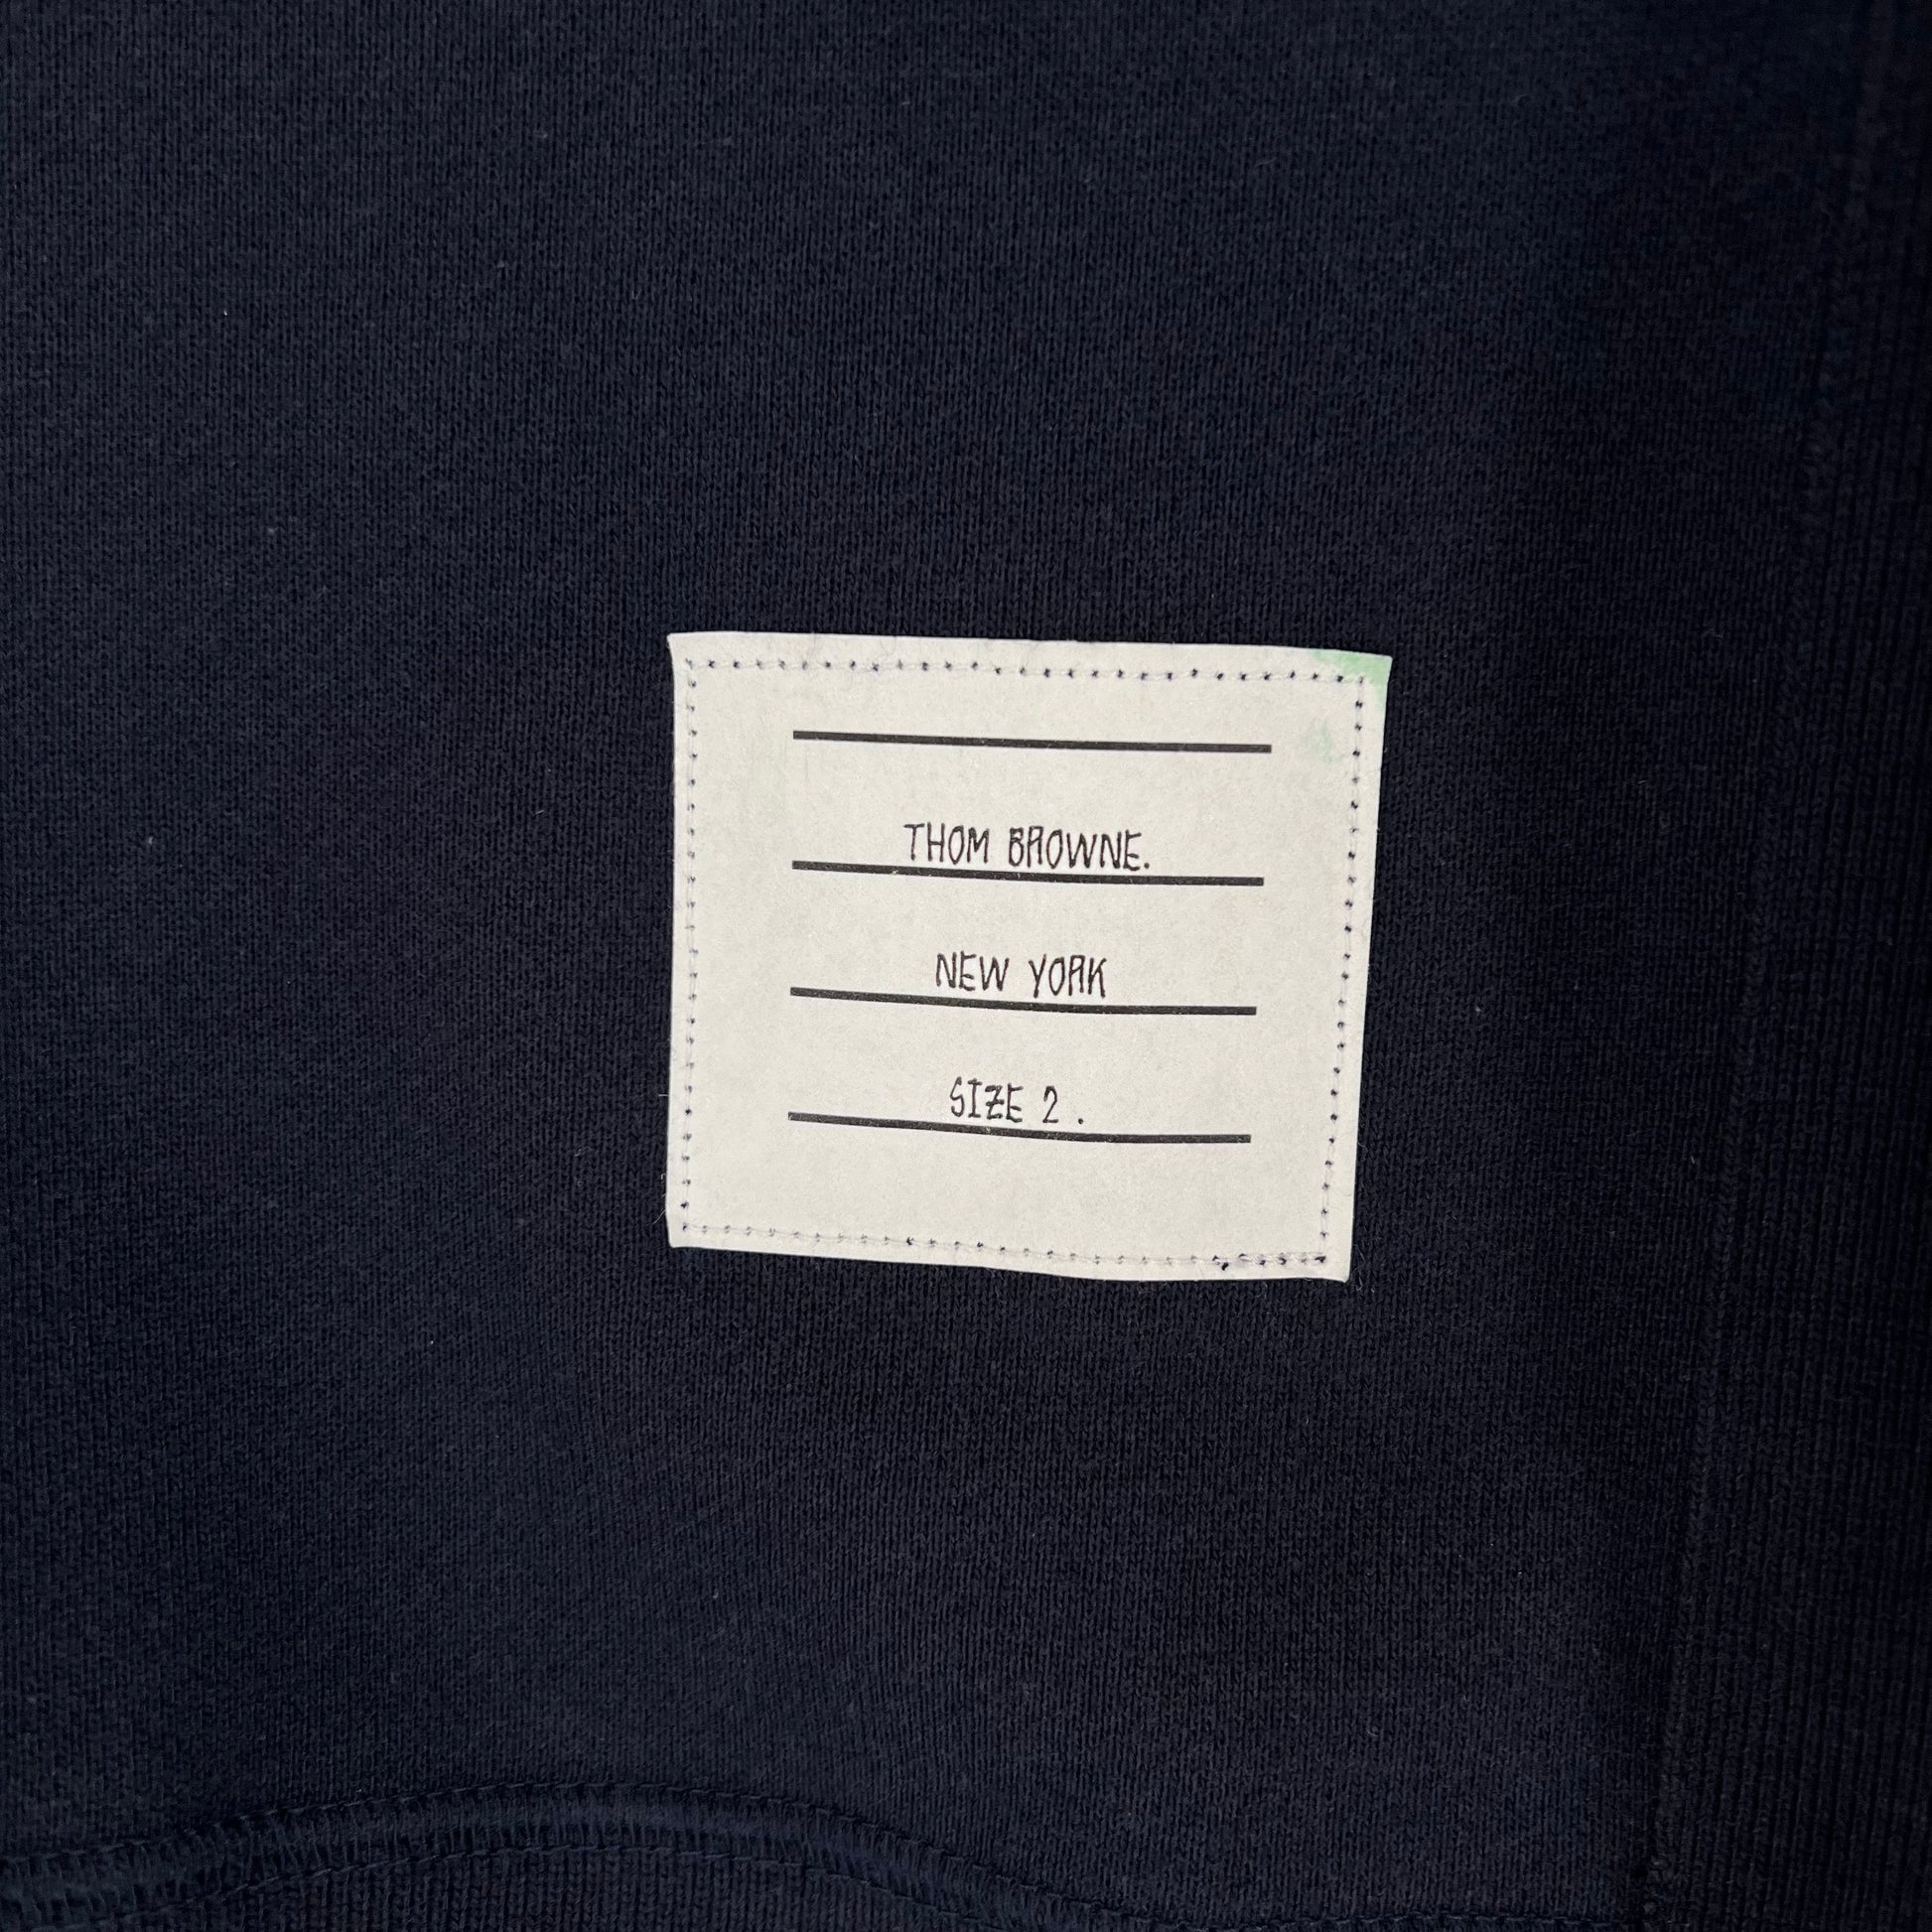 THOM BROWNE.
NEW YORK
SIZE 2 .